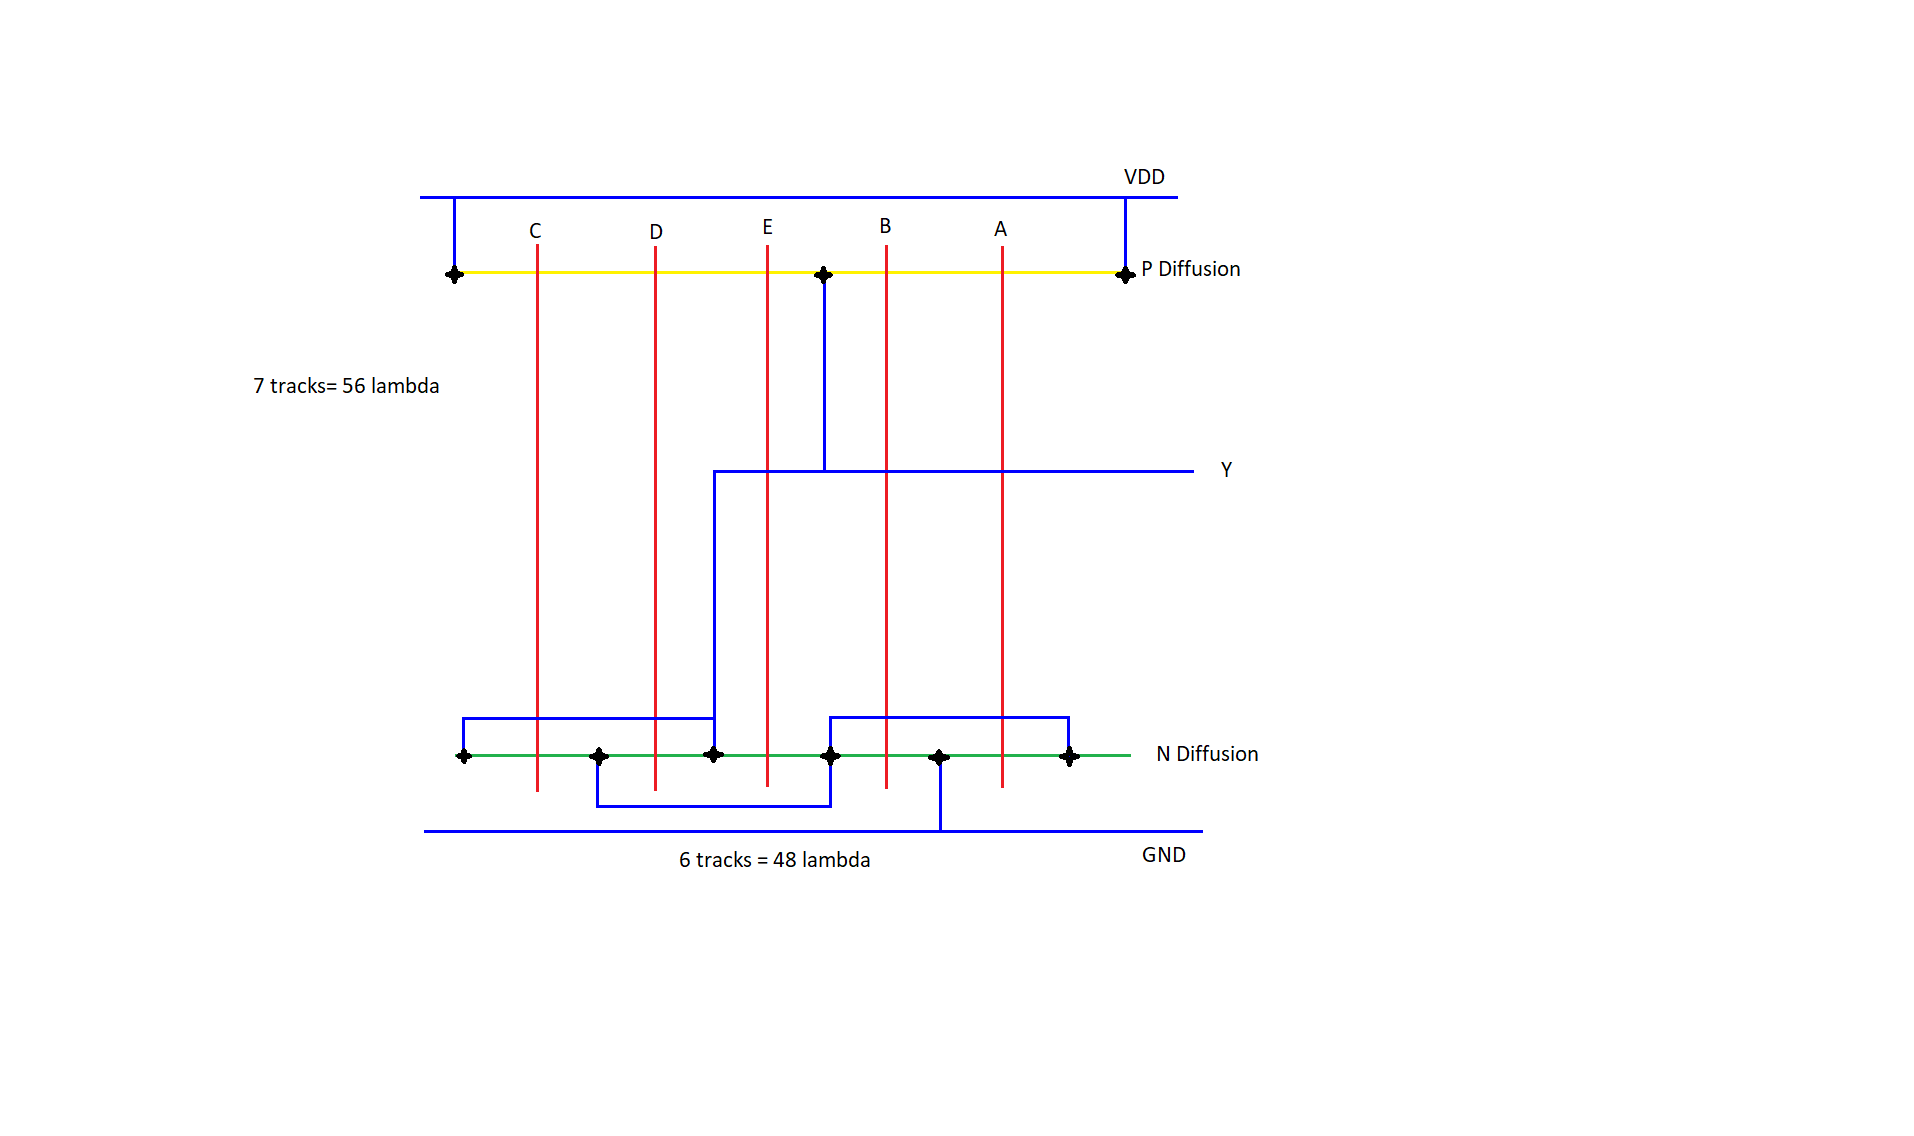 VDD
C
D
E
B
A
P Diffusion
7 tracks= 56 lambda
Y
N Diffusion
6 tracks = 48 lambda
GND